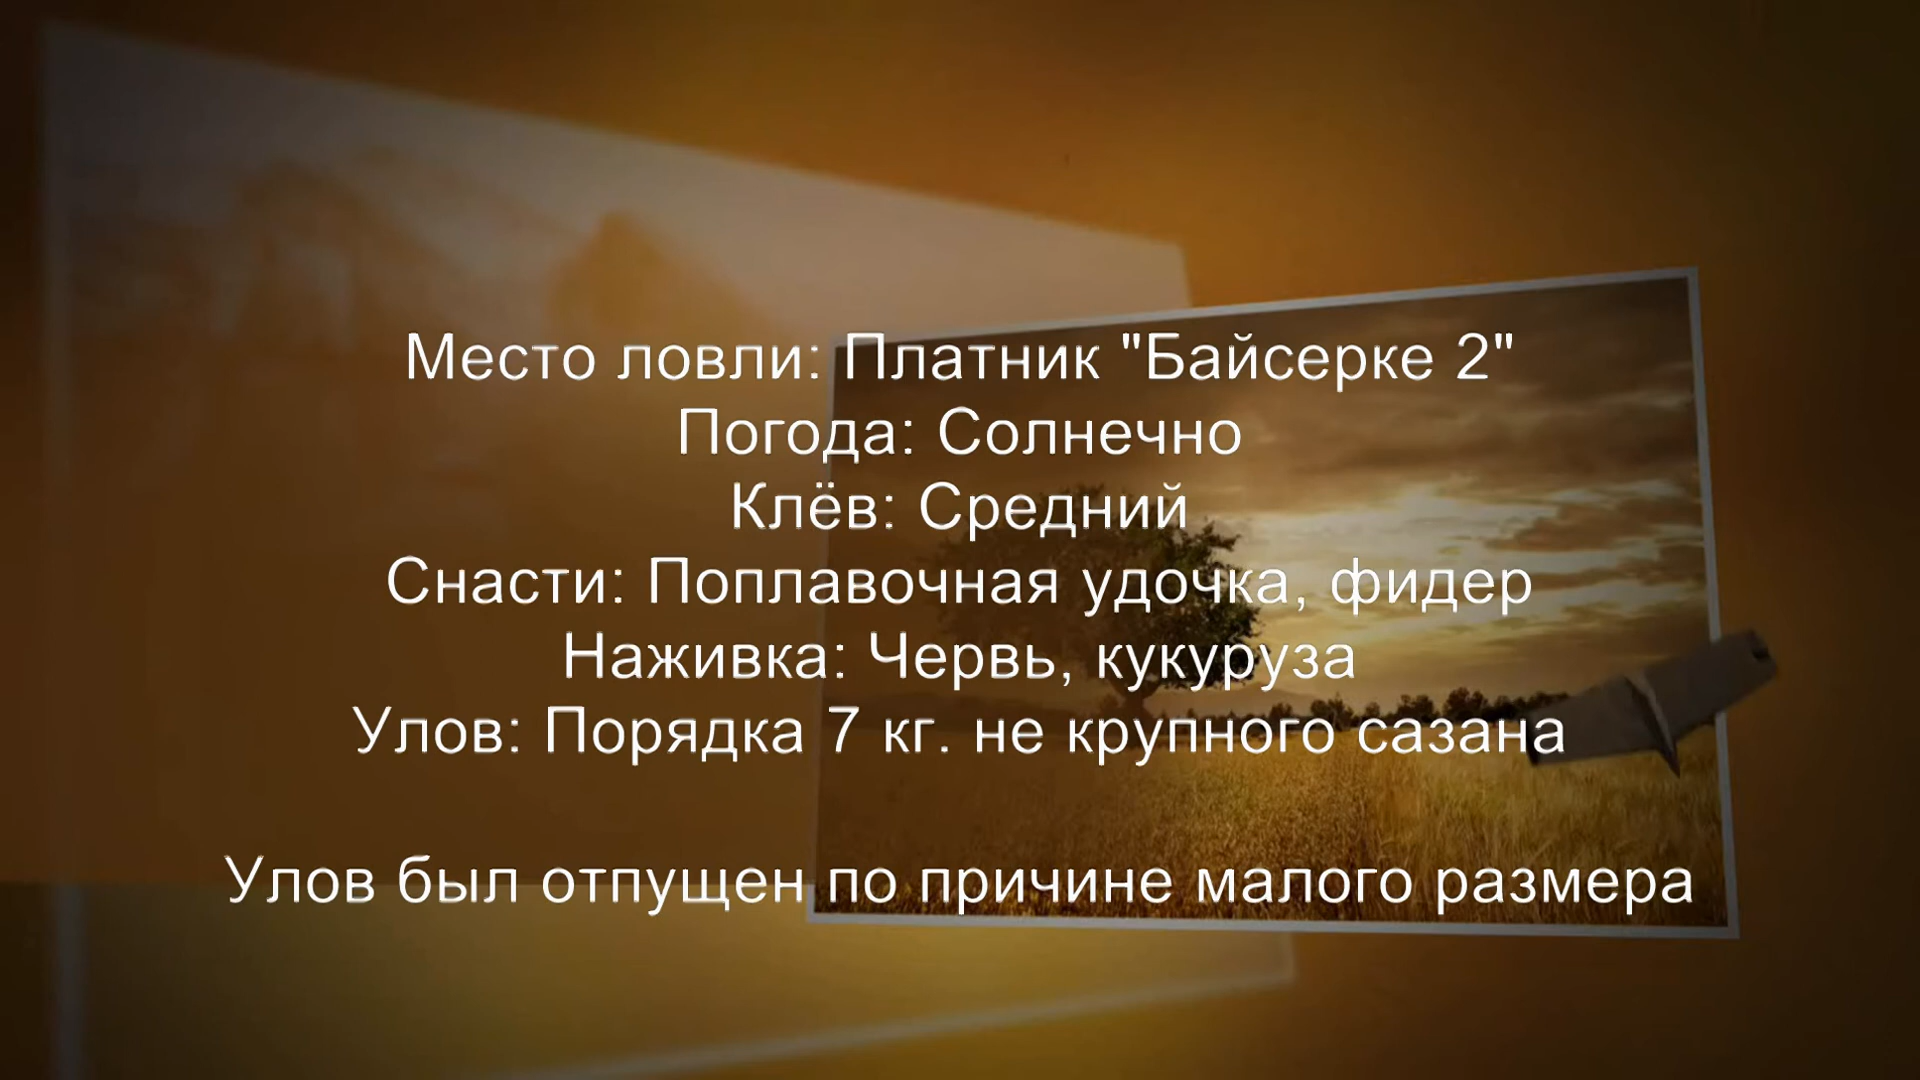 Место ловли: Платник "Байсерке 2"
Погода: Солнечно
Клёв: Средний
Снасти: Поплавочная удочка, фидер
Наживка: Червь, кукуруза
Улов: Порядка 7 кг. не крупного сазана
Улов был отпущен по причине малого размера